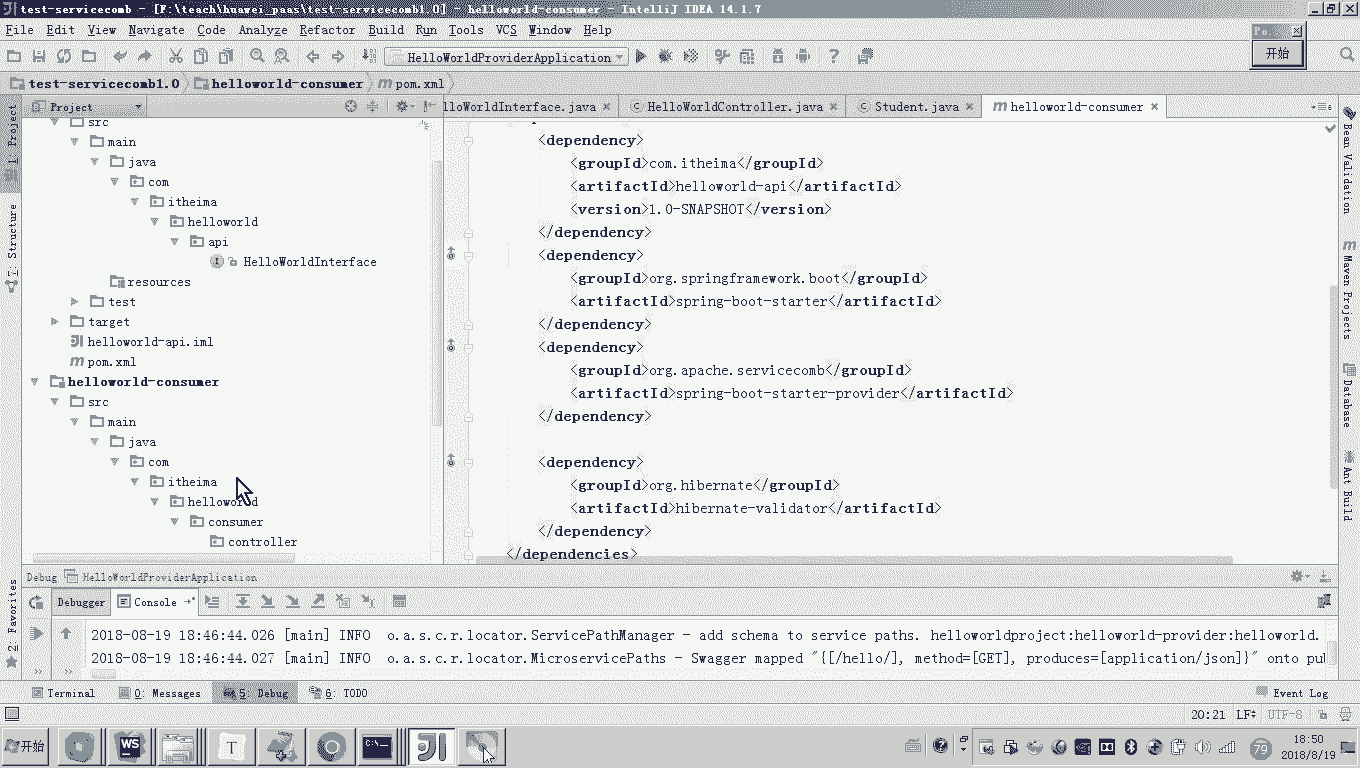 test-servicecomb - [F:\teach\huawei_paas\test-servicecomb1.0] - helloworld-consumer - IntelliJ IDEA 14.1.7
File Edit View Navigate Code Analyze Refactor Build Run Tools VCS Window Help
Po.
开始
HelloWorldProviderApplication
test-servicecomb1.0 helloworld-consumer pom.xml
Project
lloWorldInterface.java HelloWorldController.java Student.java helloworld-consumer
1: Project
7: Structure
2: Favorites
src
main
java
com
itheima
helloworld
api
HelloWorldInterface
resources
test
target
helloworld-api.iml
pom.xml
helloworld-consumer
src
main
java
com
itheima
helloworld
consumer
controller
<dependency>
<groupId>com.itheima</groupId>
<artifactId>helloworld-api</artifactId>
<version>1.0-SNAPSHOT</version>
</dependency>
<dependency>
<groupId>org.springframework.boot</groupId>
<artifactId>spring-boot-starter</artifactId>
</dependency>
<dependency>
<groupId>org.apache.servicecomb</groupId>
<artifactId>spring-boot-starter-provider</artifactId>
</dependency>
<dependency>
<groupId>org.hibernate</groupId>
<artifactId>hibernate-validator</artifactId>
</dependency>
</dependencies>
Bean Validation
Maven Projects
Database
Ant Build
Debug HelloWorldProviderApplication
Debugger Console
2018-08-19 18:46:44.026 [main] INFO o.a.s.c.r.locator.ServicePathManager - add schema to service paths. helloworldproject:helloworld-provider:helloworld.
2018-08-19 18:46:44.027 [main] INFO o.a.s.c.r.locator.MicroservicePaths - Swagger mapped "{[/hello/], method=[GET], produces=[application/json]}" onto pu
Terminal 0: Messages 5: Debug 6: TODO Event Log
20:21 LF UTF-8
开始 WS T C:\ JI 79 18:50
2018/8/19